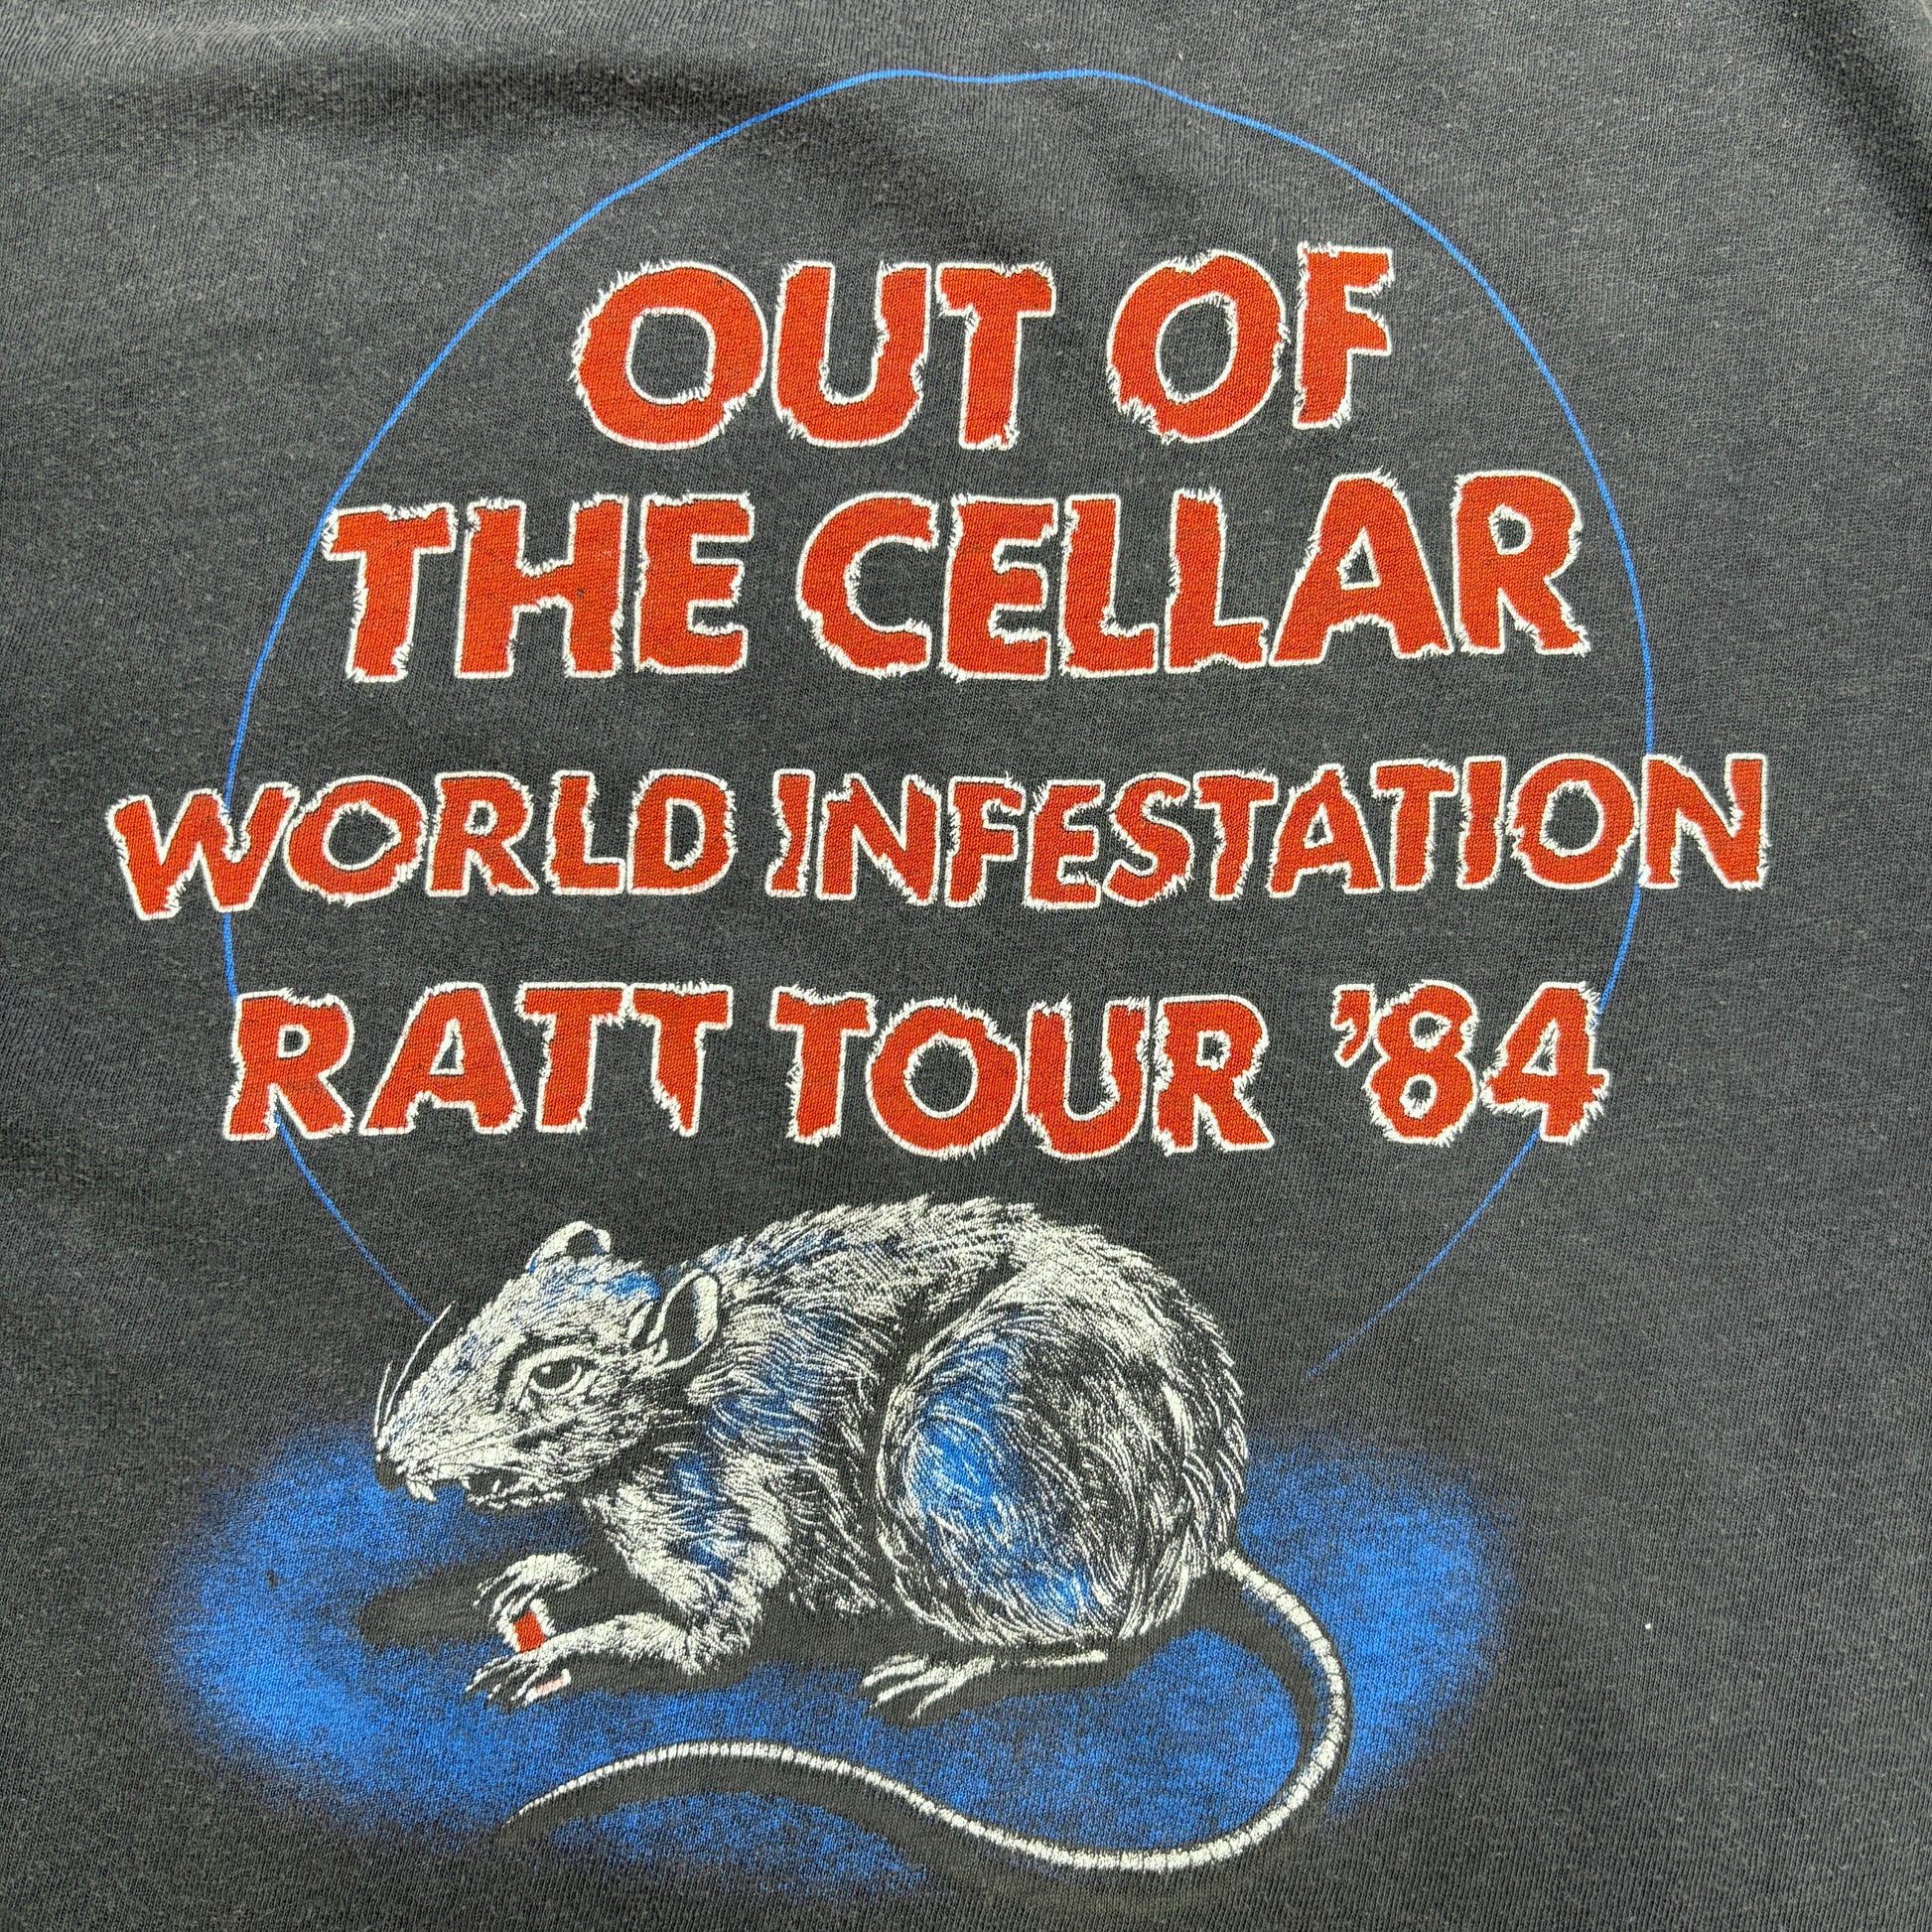 OUT OF
THE CELLAR
WORLD INFESTATION
RATT TOUR '84